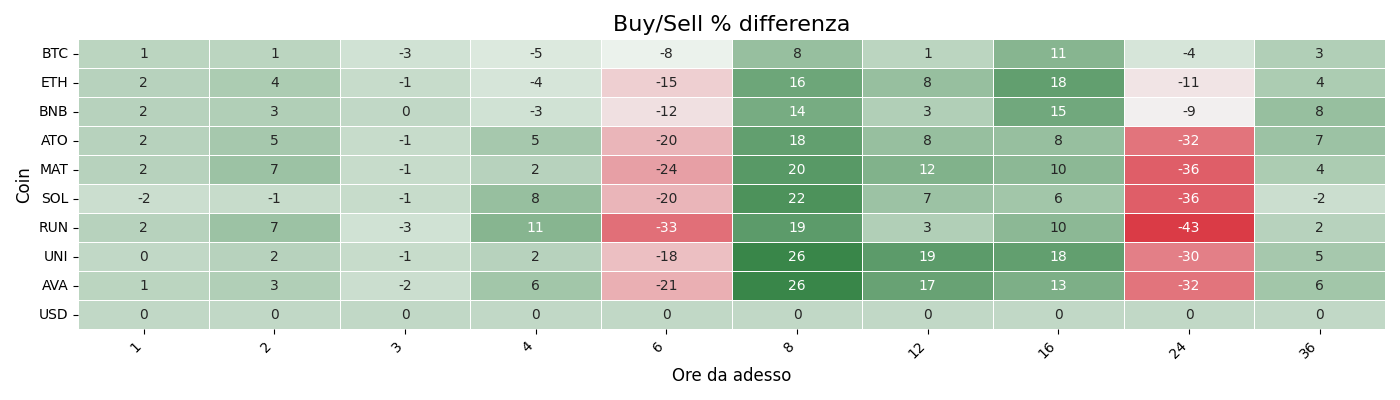 Buy/Sell % differenza
Coin
BTC 1 1 -3 -5 -8 8 1 11 -4 3
ETH 2 4 -1 -4 -15 16 8 18 -11 4
BNB 2 3 0 -3 -12 14 3 15 -9 8
ATO 2 5 -1 5 -20 18 8 8 -32 7
MAT 2 7 -1 2 -24 20 12 10 -36 4
SOL -2 -1 -1 8 -20 22 7 6 -36 -2
RUN 2 7 -3 11 -33 19 3 10 -43 2
UNI 0 2 -1 2 -18 26 19 18 -30 5
AVA 1 3 -2 6 -21 26 17 13 -32 6
USD 0 0 0 0 0 0 0 0 0 0
1 2 3 4 6 8 12 16 24 36
Ore da adesso